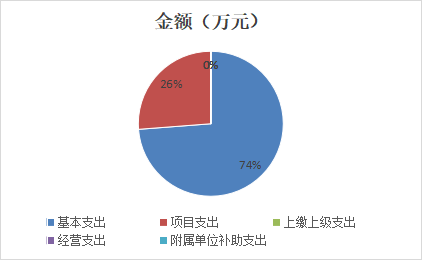 金额（万元）
0%
26%
74%
基本支出 项目支出 上缴上级支出
经营支出 附属单位补助支出